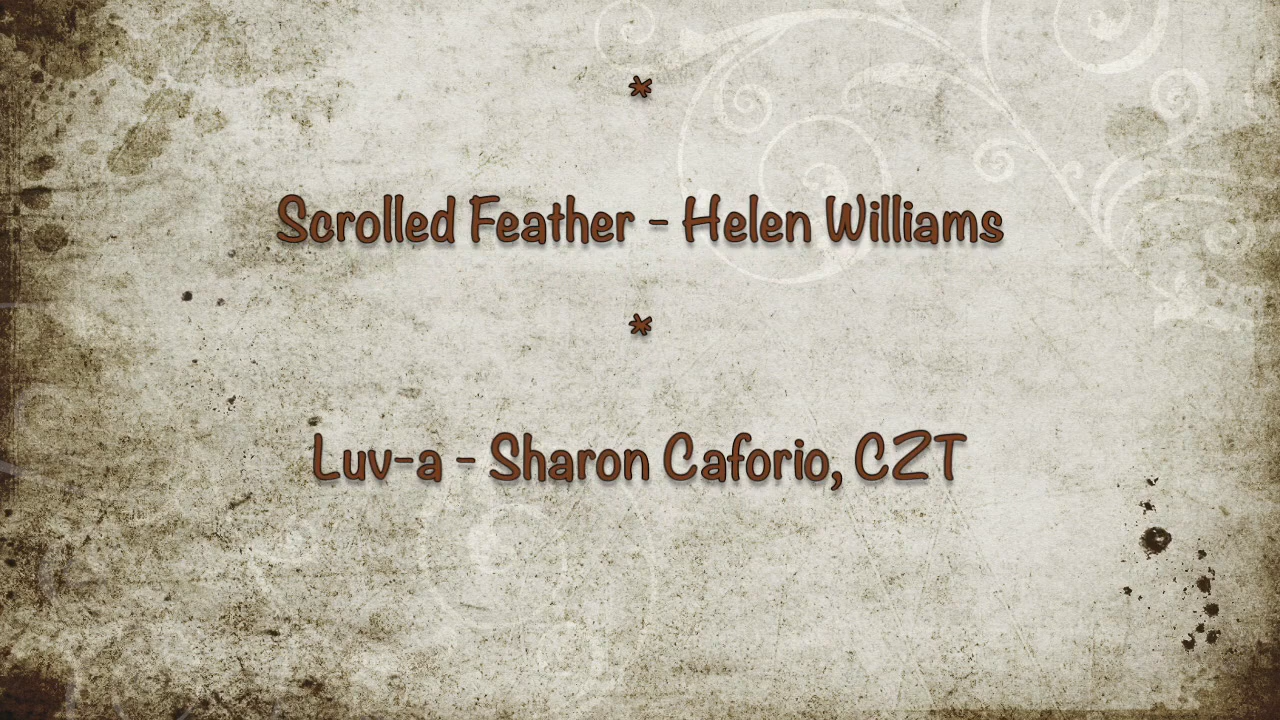 *
Scrolled Feather - Helen Williams
*
Luv-a - Sharon Caforio, CZT